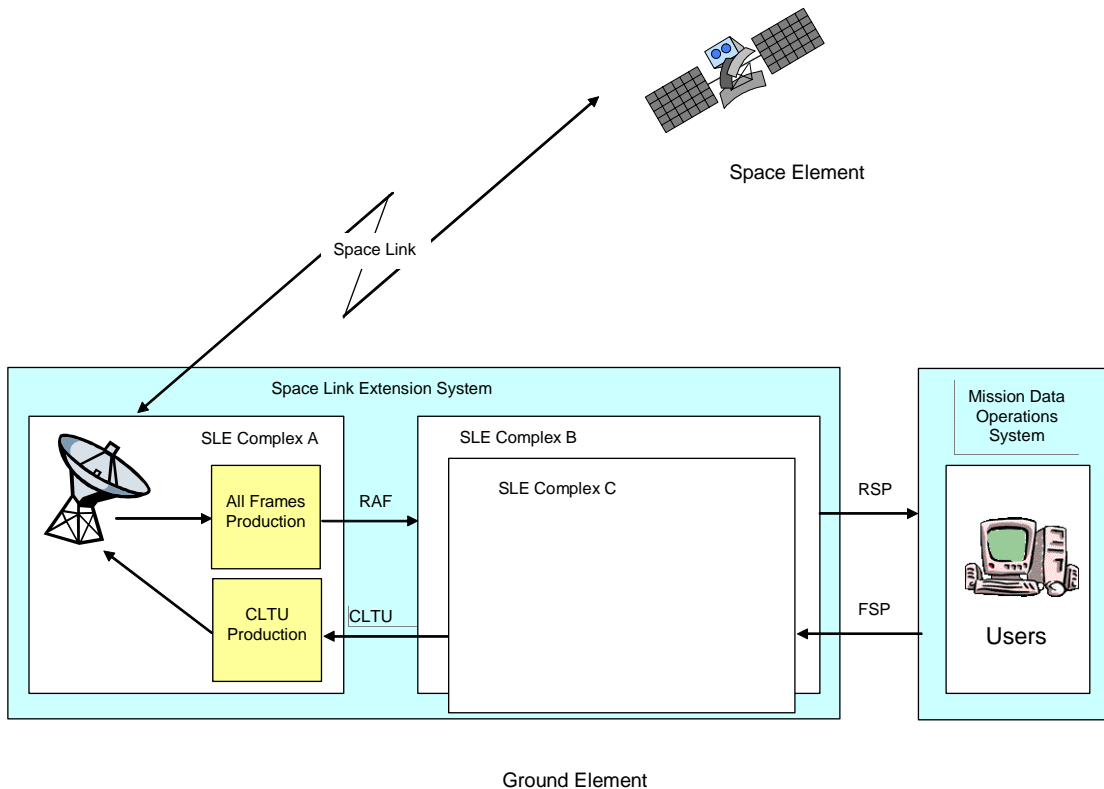 Space Element
Space Link
Space Link Extension System
Mission Data
Operations
System
SLE Complex A
SLE Complex B
SLE Complex C
All Frames
Production
RAF
RSP
CLTU
Production
CLTU
FSP
Users
Ground Element